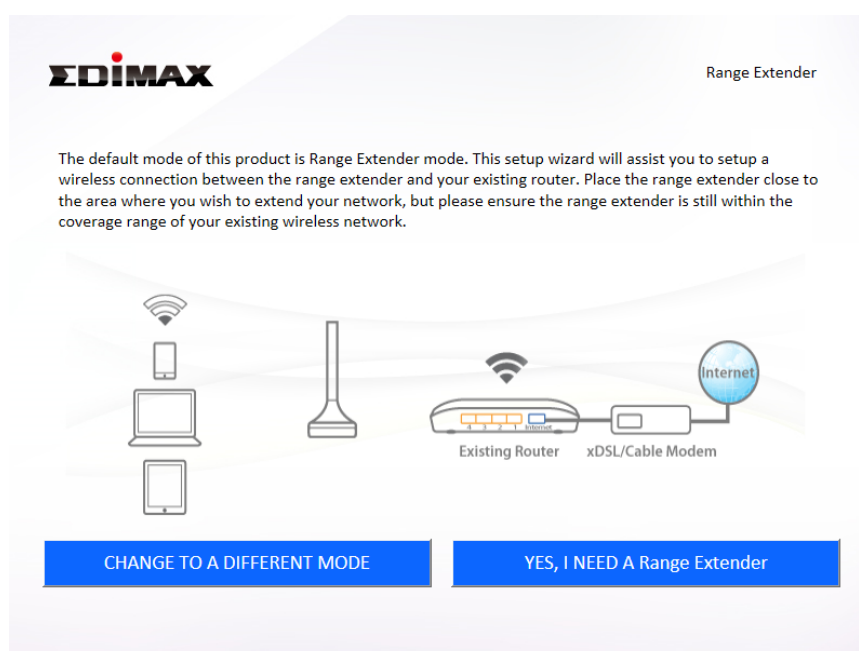 EDIMAX
Range Extender
The default mode of this product is Range Extender mode. This setup wizard will assist you to setup a
wireless connection between the range extender and your existing router. Place the range extender close to
the area where you wish to extend your network, but please ensure the range extender is still within the
coverage range of your existing wireless network.
Internet
4 3 2 1 Internet
Existing Router
xDSL/Cable Modem
CHANGE TO A DIFFERENT MODE
YES, I NEED A Range Extender